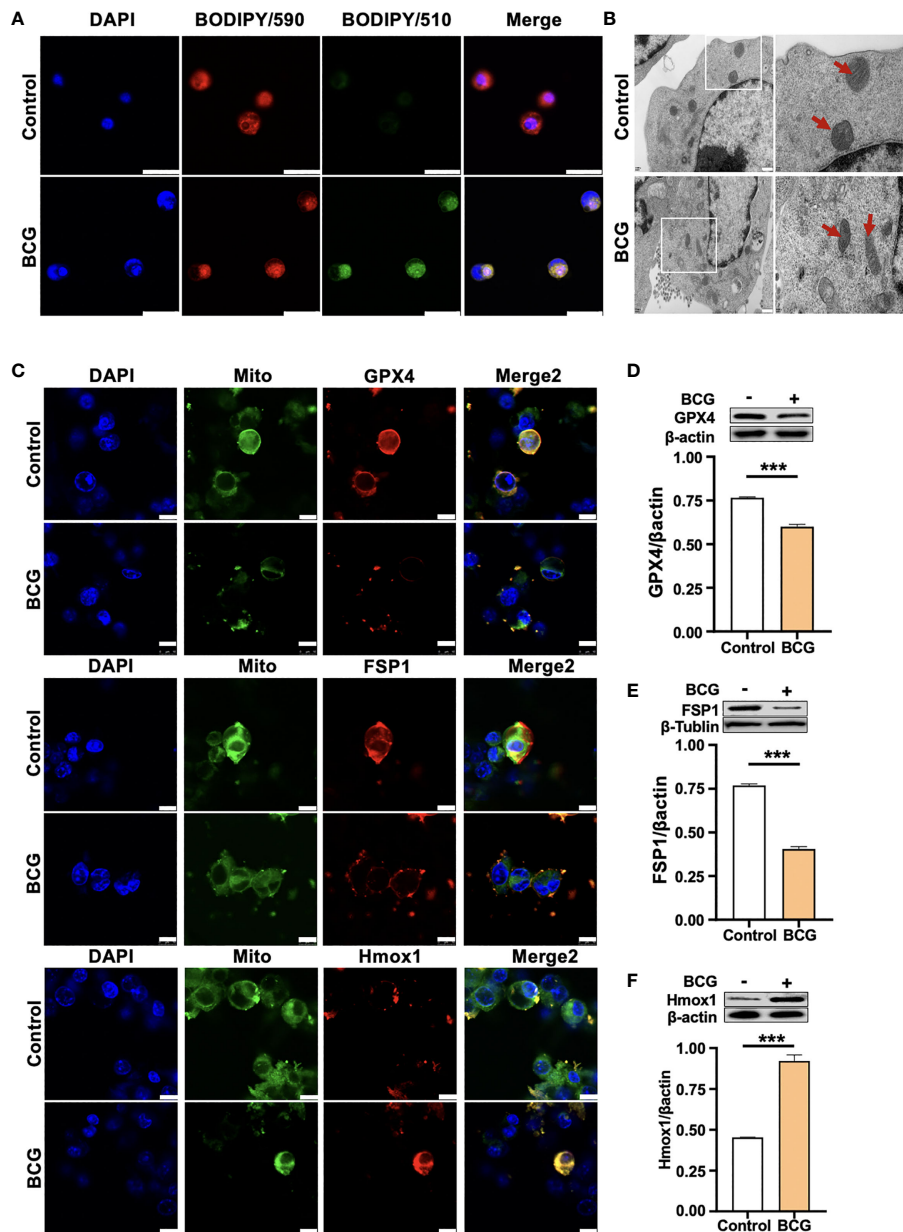 A
DAPI BODIPY/590 BODIPY/510 Merge
Control
BCG
B
Control
BCG
C
DAPI Mito GPX4 Merge2
Control
BCG
DAPI Mito FSP1 Merge2
Control
BCG
DAPI Mito Hmox1 Merge2
Control
BCG
D
BCG - +
GPX4
β-actin
1.00
***
0.75
0.50
0.25
0.00
GPX4/βactin
Control BCG
E
BCG - +
FSP1
β-Tublin
1.00
***
0.75
0.50
0.25
0.00
FSP1/βactin
Control BCG
F
BCG - +
Hmox1
β-actin
1.00
***
0.75
0.50
0.25
0.00
Hmox1/βactin
Control BCG